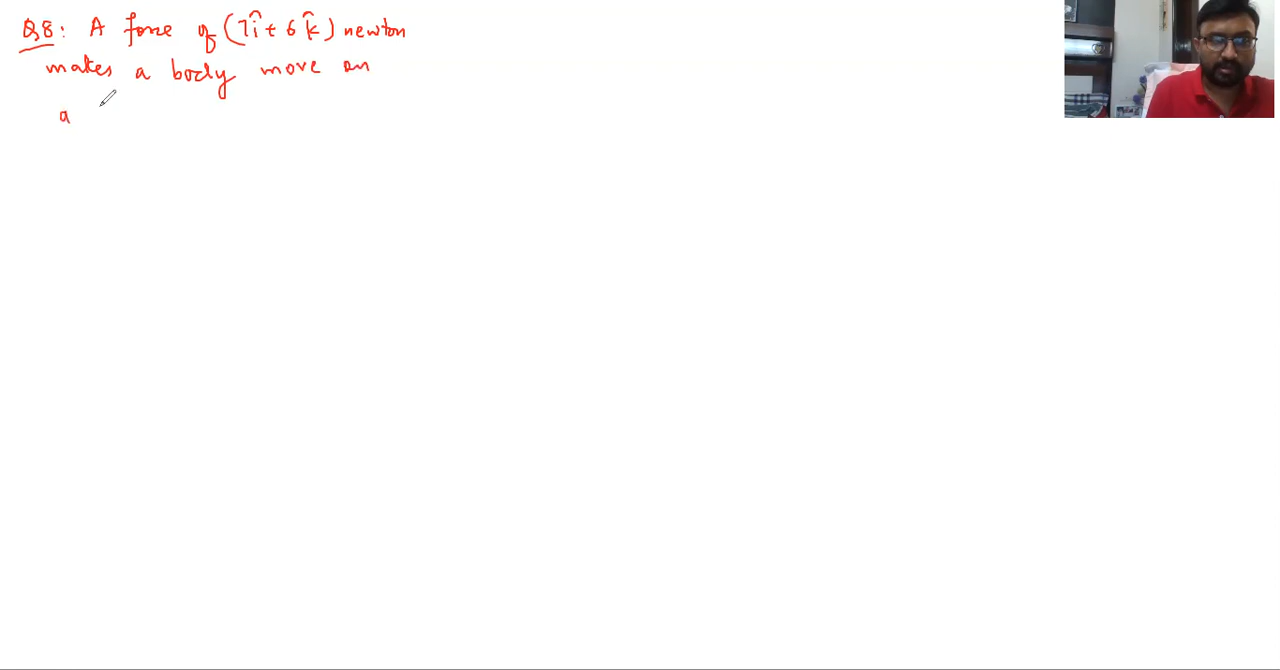 Q8: A force of (7î + 6k̂) newton
makes a body move on
a